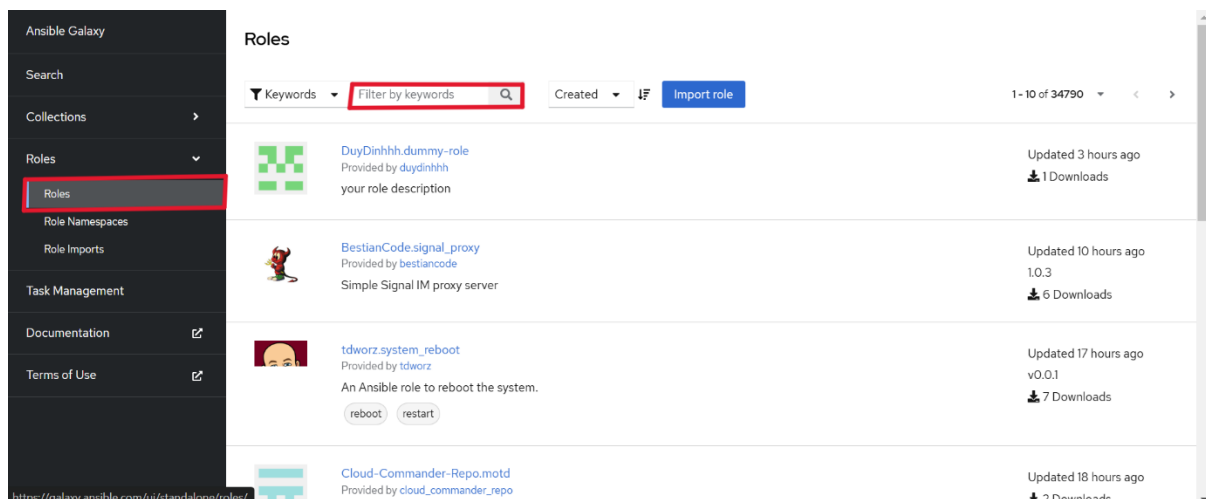 Ansible Galaxy
Search
Collections
Roles
Roles
Role Namespaces
Role Imports
Task Management
Documentation
Terms of Use
https://galaxy.ansible.com/ui/standalone/roles/
Roles
Keywords Filter by keywords Created Import role 1 - 10 of 34790
DuyDinhhh.dummy-role
Provided by duydinhhh
your role description
Updated 3 hours ago
1 Downloads
BestianCode.signal_proxy
Provided by bestiancode
Simple Signal IM proxy server
Updated 10 hours ago
1.0.3
6 Downloads
tdworz.system_reboot
Provided by tdworz
An Ansible role to reboot the system.
reboot restart
Updated 17 hours ago
v0.0.1
7 Downloads
Cloud-Commander-Repo.motd
Provided by cloud_commander_repo
Updated 18 hours ago
2 Downloads